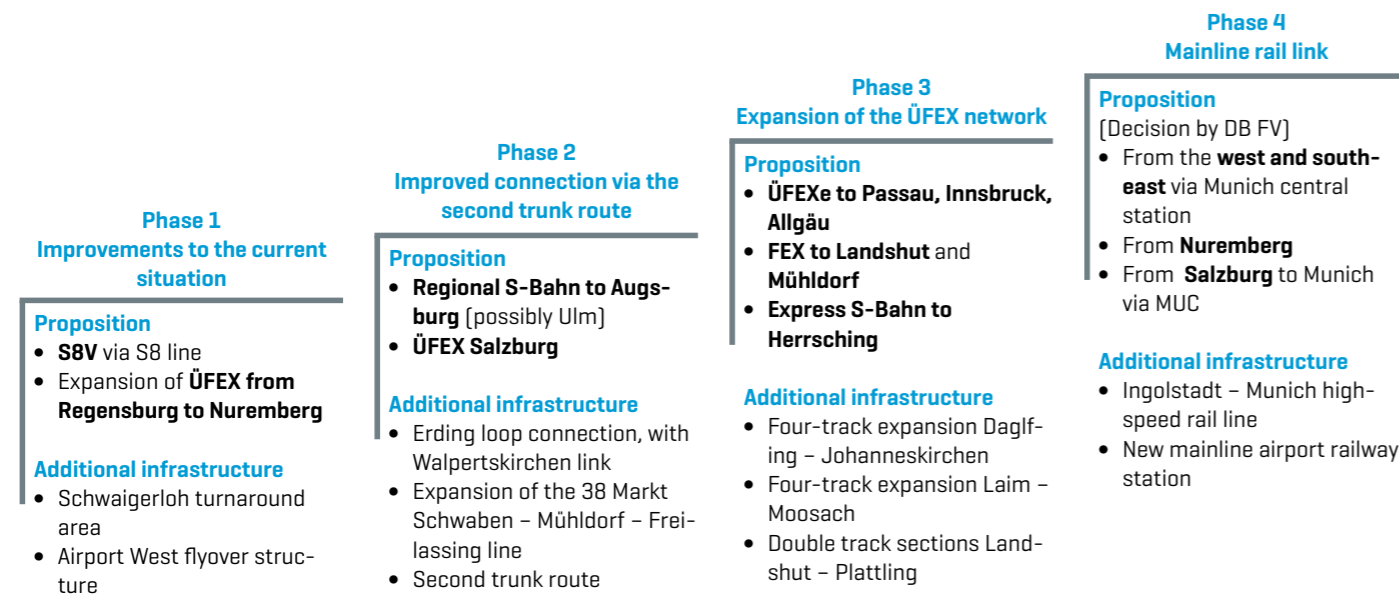 Phase 1
Improvements to the current
situation
Proposition
• S8V via S8 line
• Expansion of ÜFEX from
Regensburg to Nuremberg
Additional infrastructure
• Schwaigerloh turnaround
area
• Airport West flyover struc-
ture
Phase 2
Improved connection via the
second trunk route
Proposition
• Regional S-Bahn to Augs-
burg (possibly Ulm)
• ÜFEX Salzburg
Additional infrastructure
• Erding loop connection, with
Walpertskirchen link
• Expansion of the 38 Markt
Schwaben – Mühldorf – Frei-
lassing line
• Second trunk route
Phase 3
Expansion of the ÜFEX network
Proposition
• ÜFEXe to Passau, Innsbruck,
Allgäu
• FEX to Landshut and
Mühldorf
• Express S-Bahn to
Herrsching
Additional infrastructure
• Four-track expansion Daglf-
ing – Johanneskirchen
• Four-track expansion Laim –
Moosach
• Double track sections Land-
shut – Plattling
Phase 4
Mainline rail link
Proposition
(Decision by DB FV)
• From the west and south-
east via Munich central
station
• From Nuremberg
• From Salzburg to Munich
via MUC
Additional infrastructure
• Ingolstadt – Munich high-
speed rail line
• New mainline airport railway
station